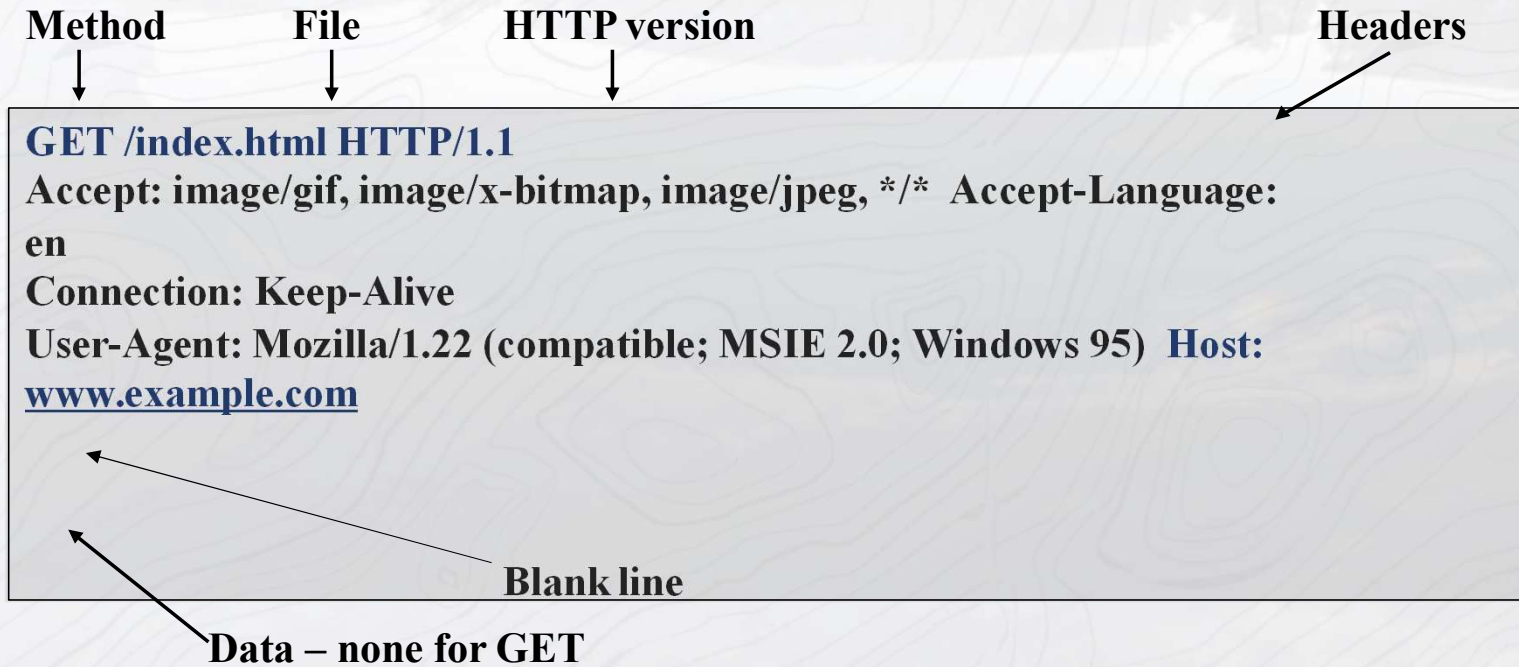 Method File HTTP version Headers
GET /index.html HTTP/1.1
Accept: image/gif, image/x-bitmap, image/jpeg, */* Accept-Language:
en
Connection: Keep-Alive
User-Agent: Mozilla/1.22 (compatible; MSIE 2.0; Windows 95) Host:
www.example.com
Blank line
Data – none for GET